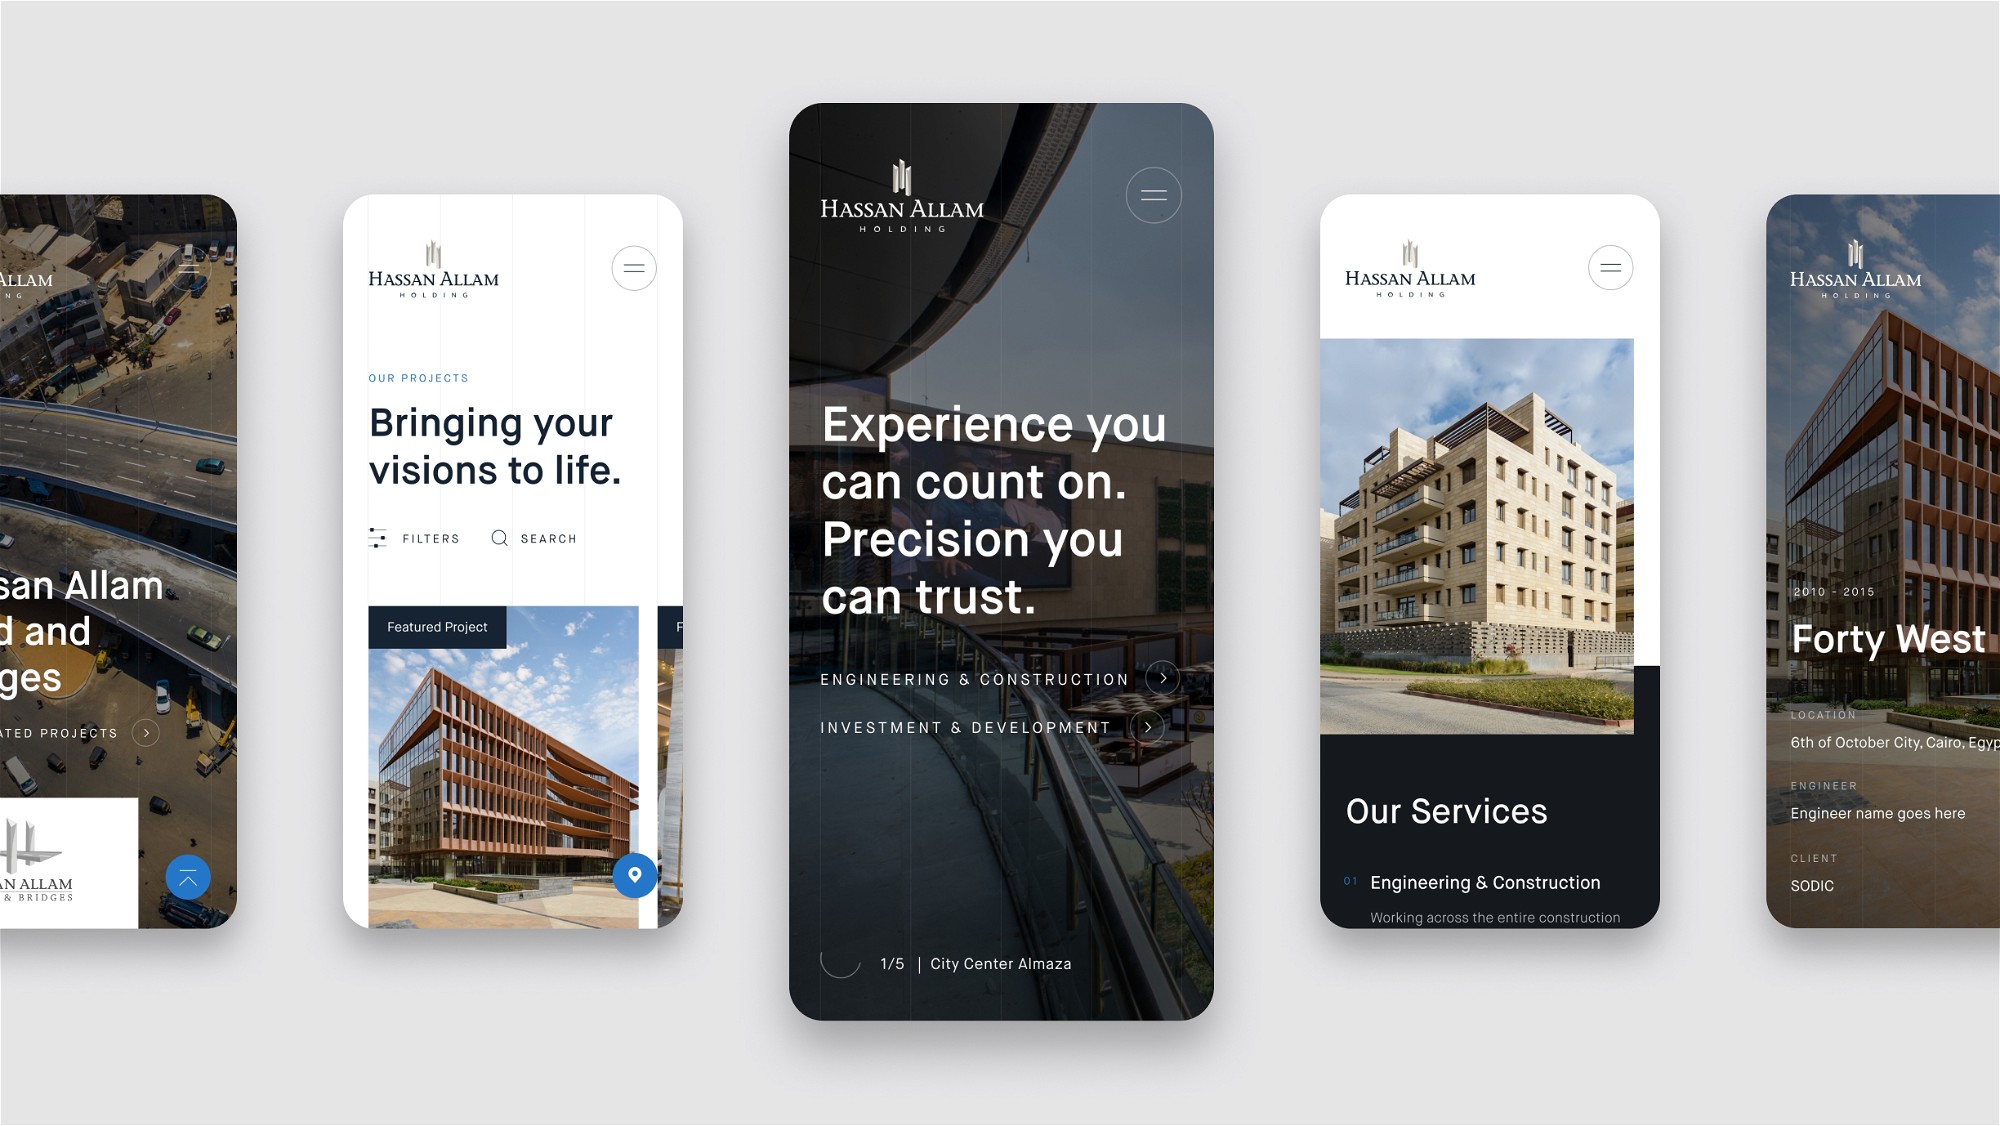 ALLAM
NG
san Allam
d and
ges
ATED PROJECTS
AN ALLAM
& BRIDGES
HASSAN ALLAM
HOLDING
OUR PROJECTS
Bringing your
visions to life.
FILTERS
SEARCH
Featured Project
F
HASSAN ALLAM
HOLDING
Experience you
can count on.
Precision you
can trust.
ENGINEERING & CONSTRUCTION
INVESTMENT & DEVELOPMENT
1/5 | City Center Almaza
HASSAN ALLAM
HOLDING
Our Services
01 Engineering & Construction
Working across the entire construction
HASSAN ALLAM
HOLDING
2010 - 2015
Forty West
LOCATION
6th of October City, Cairo, Egyp
ENGINEER
Engineer name goes here
CLIENT
SODIC